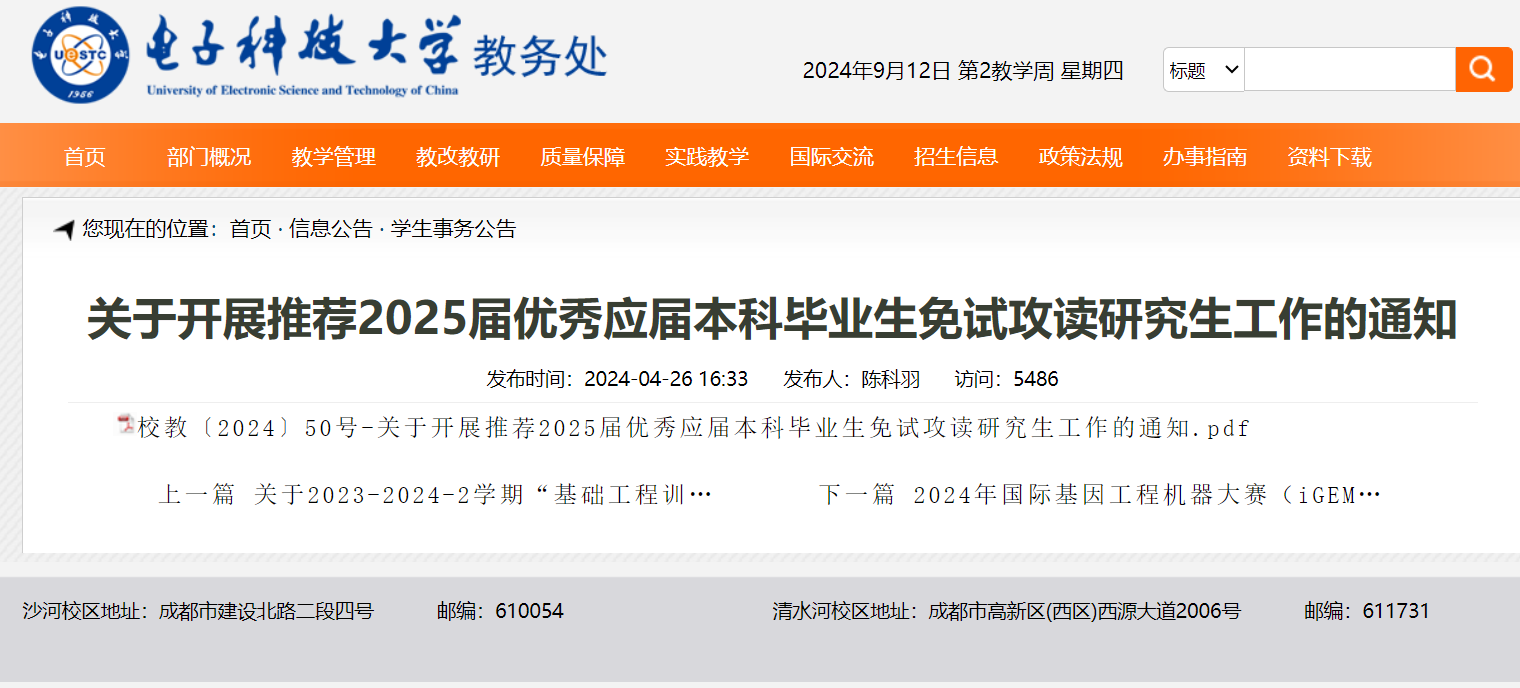 电子科技大学 教务处
University of Electronic Science and Technology of China
UESTC
1956
2024年9月12日 第2教学周 星期四
标题
首页 部门概况 教学管理 教改教研 质量保障 实践教学 国际交流 招生信息 政策法规 办事指南 资料下载
您现在的位置：首页 · 信息公告 · 学生事务公告
关于开展推荐2025届优秀应届本科毕业生免试攻读研究生工作的通知
发布时间：2024-04-26 16:33 发布人：陈科羽 访问：5486
校教〔2024〕50号-关于开展推荐2025届优秀应届本科毕业生免试攻读研究生工作的通知.pdf
上一篇 关于2023-2024-2学期“基础工程训… 下一篇 2024年国际基因工程机器大赛（iGEM…
沙河校区地址：成都市建设北路二段四号 邮编：610054 清水河校区地址：成都市高新区(西区)西源大道2006号 邮编：611731